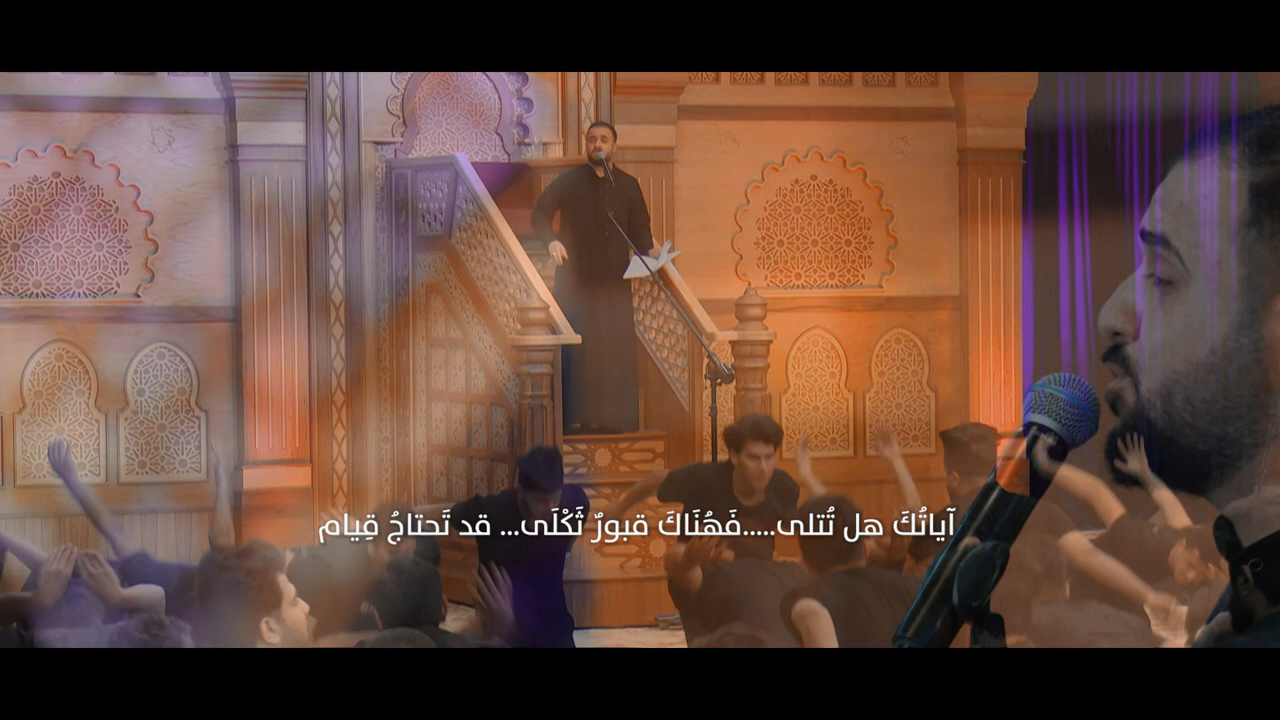 آياتُكَ هل تُتلى.....فَهُنَاكَ قبورٌ ثَكْلَى... قد تَحتاجُ قِيام